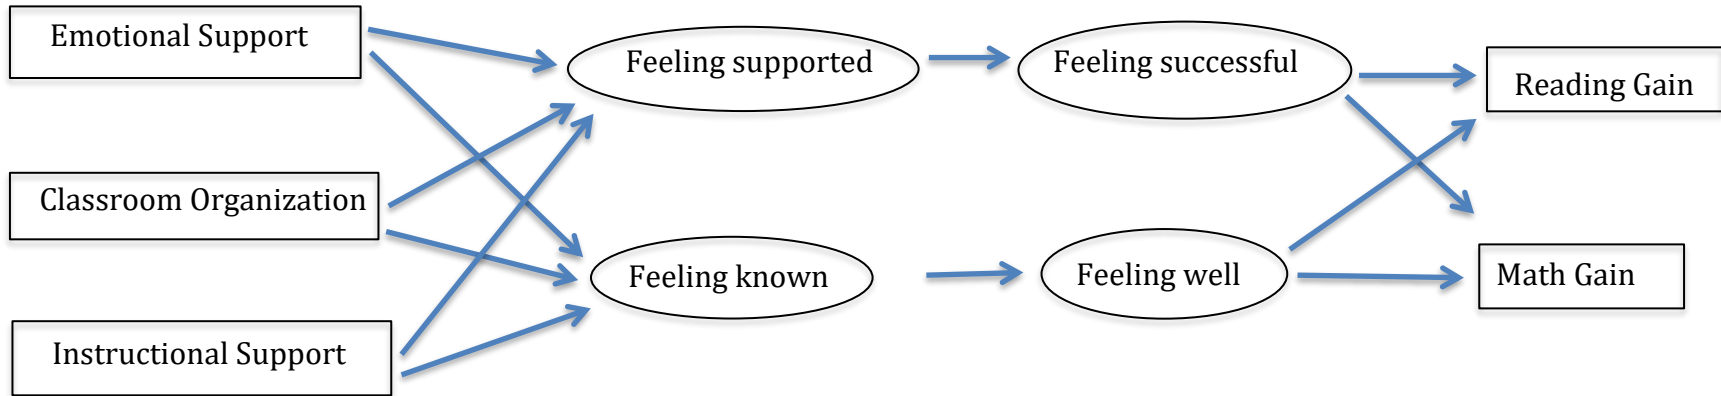 Emotional Support
Feeling supported
Feeling successful
Reading Gain
Classroom Organization
Feeling known
Feeling well
Math Gain
Instructional Support